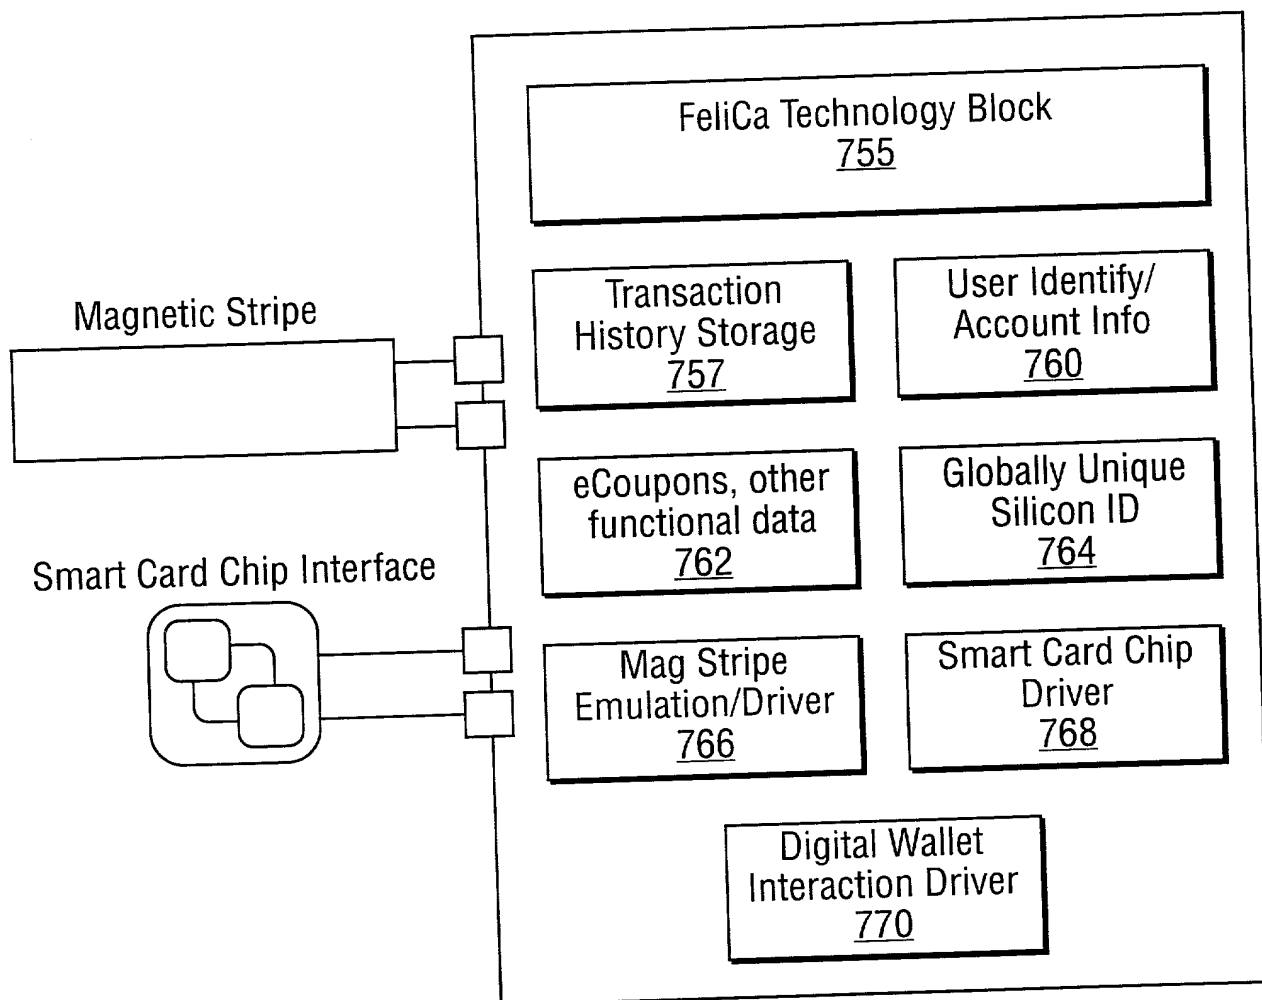 FeliCa Technology Block
755
Magnetic Stripe
Transaction
History Storage
757
User Identify/
Account Info
760
eCoupons, other
functional data
762
Globally Unique
Silicon ID
764
Smart Card Chip Interface
Mag Stripe
Emulation/Driver
766
Smart Card Chip
Driver
768
Digital Wallet
Interaction Driver
770